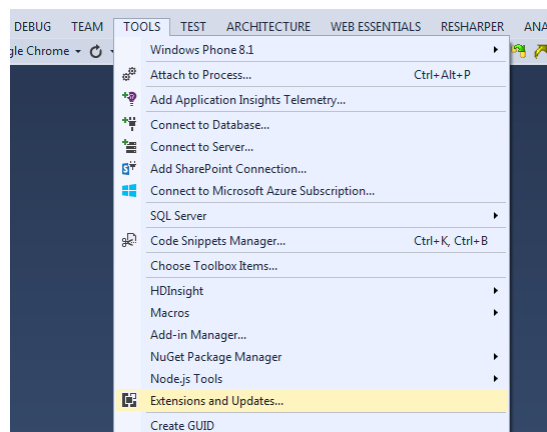 DEBUG TEAM TOOLS TEST ARCHITECTURE WEB ESSENTIALS RESHARPER
Chrome
Windows Phone 8.1
Attach to Process... Ctrl+Alt+P
Add Application Insights Telemetry...
Connect to Database...
Connect to Server...
Add SharePoint Connection...
Connect to Microsoft Azure Subscription...
SQL Server
Code Snippets Manager... Ctrl+K, Ctrl+B
Choose Toolbox Items...
HDInsight
Macros
Add-in Manager...
NuGet Package Manager
Node.js Tools
Extensions and Updates...
Create GUID